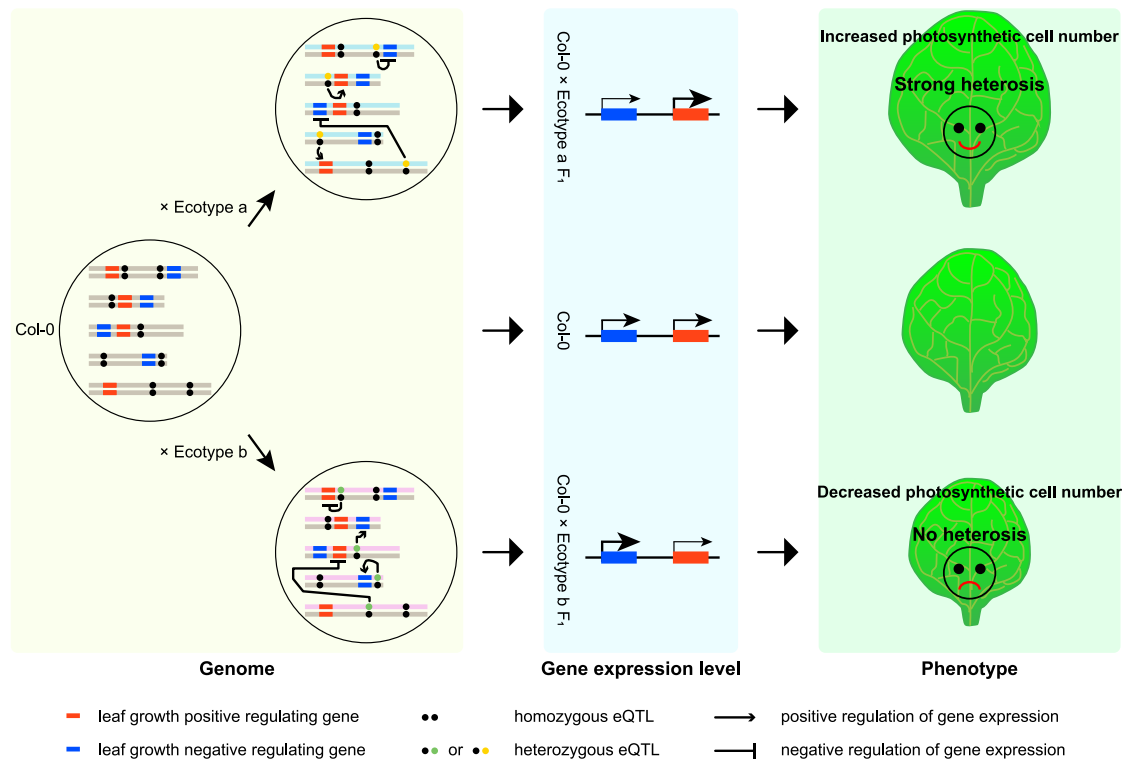 Increased photosynthetic cell number
Strong heterosis
Col-0 × Ecotype a F₁
× Ecotype a
Col-0
Col-0
× Ecotype b
Decreased photosynthetic cell number
No heterosis
Col-0 × Ecotype b F₁
Genome
Gene expression level
Phenotype
leaf growth positive regulating gene
homozygous eQTL
positive regulation of gene expression
leaf growth negative regulating gene
or
heterozygous eQTL
negative regulation of gene expression